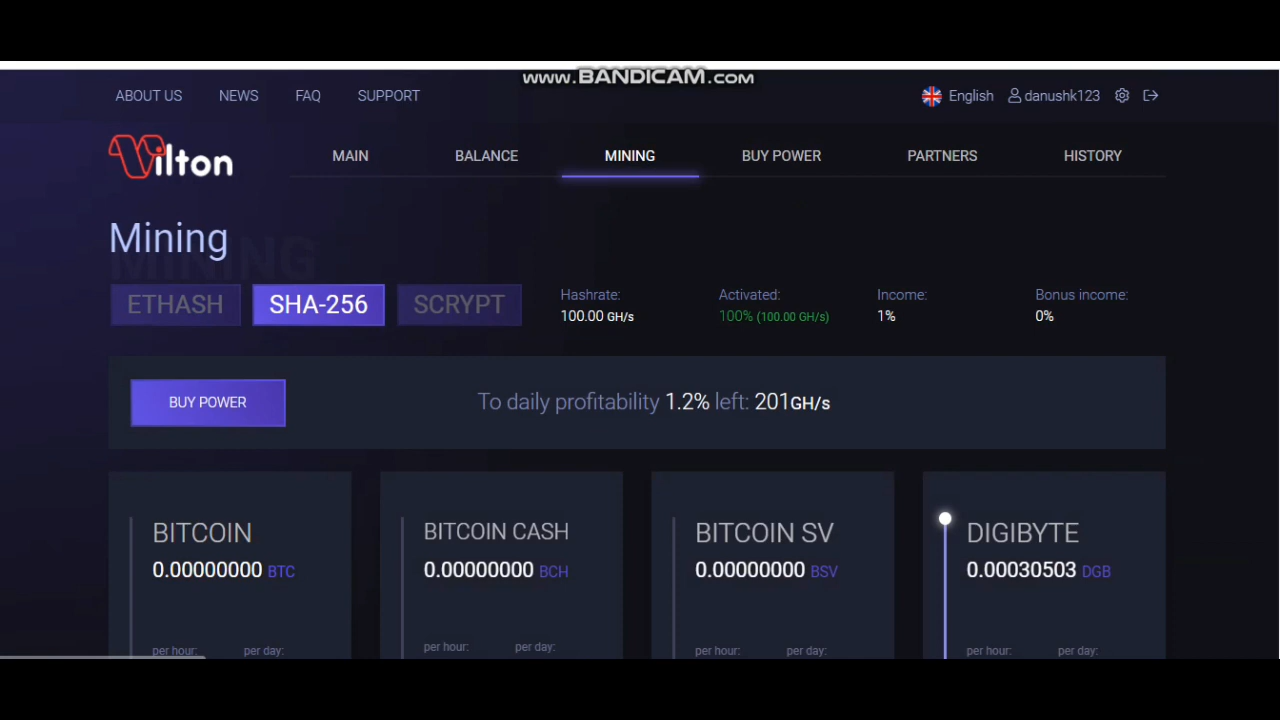 www.BANDICAM.com
ABOUT US NEWS FAQ SUPPORT English danushk123
Vilton MAIN BALANCE MINING BUY POWER PARTNERS HISTORY
Mining
MINING
ETHASH SHA-256 SCRYPT
Hashrate: Activated: Income: Bonus income:
100.00 GH/s 100% (100.00 GH/s) 1% 0%
BUY POWER To daily profitability 1.2% left: 201GH/s
BITCOIN BITCOIN CASH BITCOIN SV DIGIBYTE
0.00000000 BTC 0.00000000 BCH 0.00000000 BSV 0.00030503 DGB
per hour: per day: per hour: per day: per hour: per day: per hour: per day: